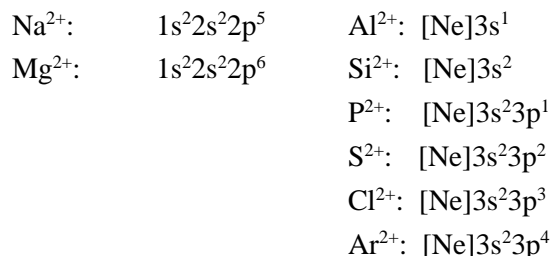 Na²⁺: 1s²2s²2p⁵ Al²⁺: [Ne]3s¹
Mg²⁺: 1s²2s²2p⁶ Si²⁺: [Ne]3s²
P²⁺: [Ne]3s²3p¹
S²⁺: [Ne]3s²3p²
Cl²⁺: [Ne]3s²3p³
Ar²⁺: [Ne]3s²3p⁴